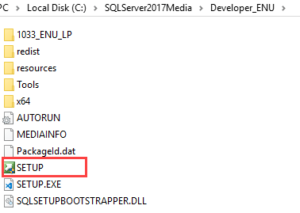 PC > Local Disk (C:) > SQLServer2017Media > Developer_ENU >
1033_ENU_LP
redist
resources
Tools
x64
AUTORUN
MEDIAINFO
PackageId.dat
SETUP
SETUP.EXE
SQLSETUPBOOTSTRAPPER.DLL